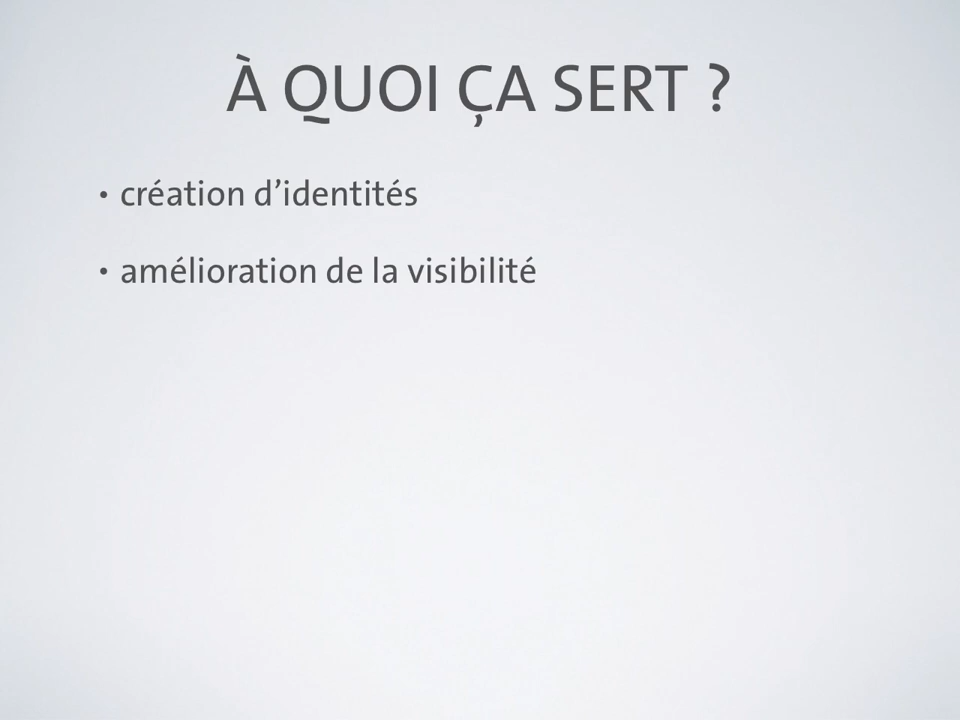 À QUOI ÇA SERT ?
• création d’identités
• amélioration de la visibilité